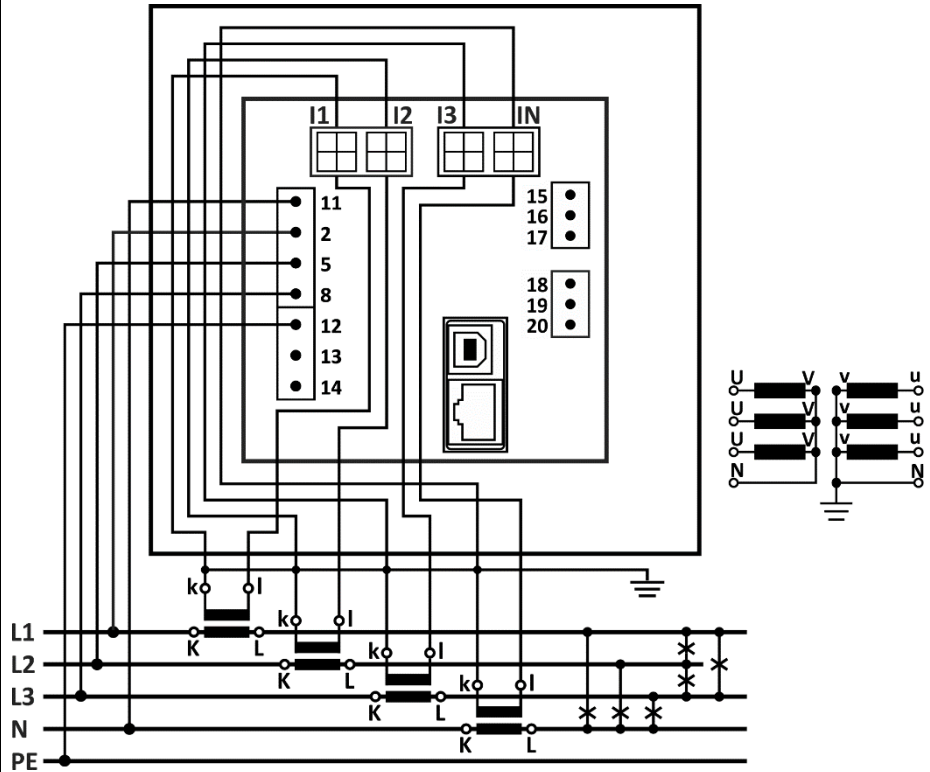 I1 I2 I3 IN
11
2
5
8
12
13
14
15
16
17
18
19
20
U V v u
U V v u
U V v u
N N
k l
L1
K L
k l
L2
K L
k l
L3
K L
k l
N
K L
PE